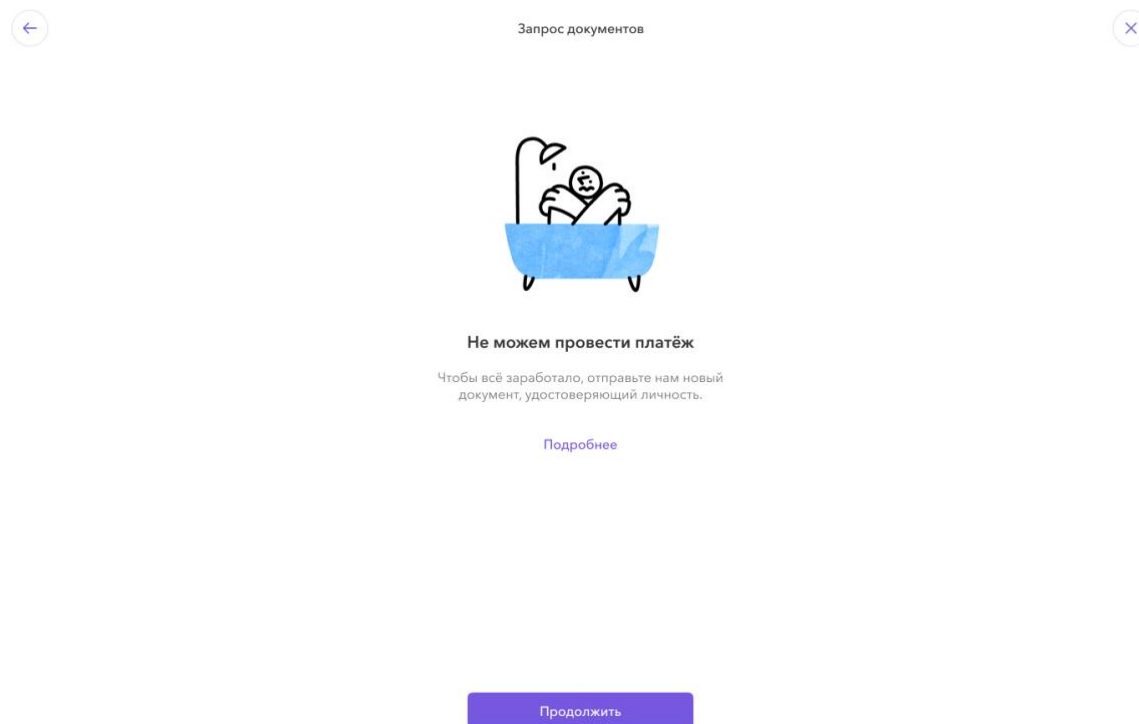 Запрос документов
Не можем провести платёж
Чтобы всё заработало, отправьте нам новый
документ, удостоверяющий личность.
Подробнее
Продолжить